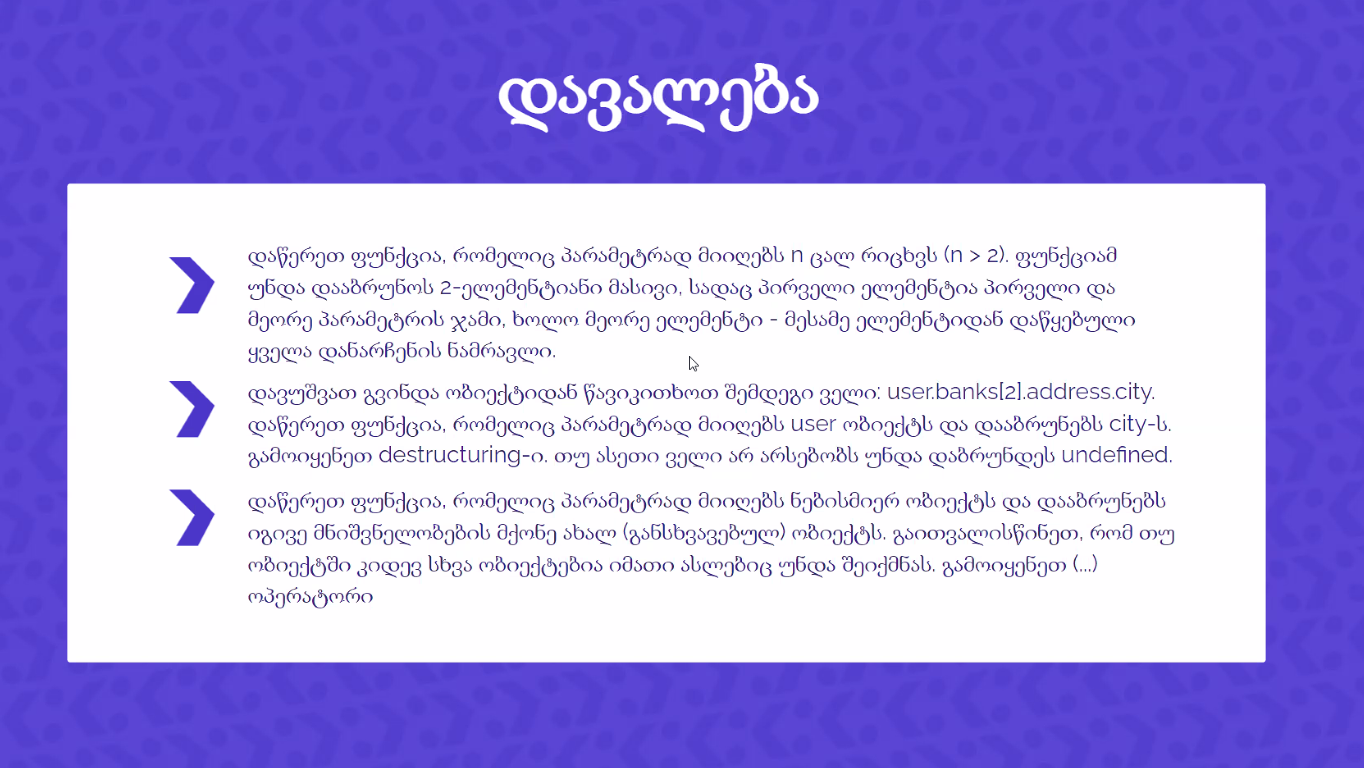 დავალება
დაწერეთ ფუნქცია, რომელიც პარამეტრად მიიღებს n ცალ რიცხვს (n > 2). ფუნქციამ
უნდა დააბრუნოს 2-ელემენტიანი მასივი, სადაც პირველი ელემენტია პირველი და
მეორე პარამეტრის ჯამი, ხოლო მეორე ელემენტი - მესამე ელემენტიდან დაწყებული
ყველა დანარჩენის ნამრავლი.
დავუშვათ გვინდა ობიექტიდან წავიკითხოთ შემდეგი ველი: user.banks[2].address.city.
დაწერეთ ფუნქცია, რომელიც პარამეტრად მიიღებს user ობიექტს და დააბრუნებს city-ს.
გამოიყენეთ destructuring-ი. თუ ასეთი ველი არ არსებობს უნდა დაბრუნდეს undefined.
დაწერეთ ფუნქცია, რომელიც პარამეტრად მიიღებს ნებისმიერ ობიექტს და დააბრუნებს
იგივე მნიშვნელობების მქონე ახალ (განსხვავებულ) ობიექტს. გაითვალისწინეთ, რომ თუ
ობიექტში კიდევ სხვა ობიექტებია იმათი ასლებიც უნდა შეიქმნას. გამოიყენეთ (...)
ოპერატორი